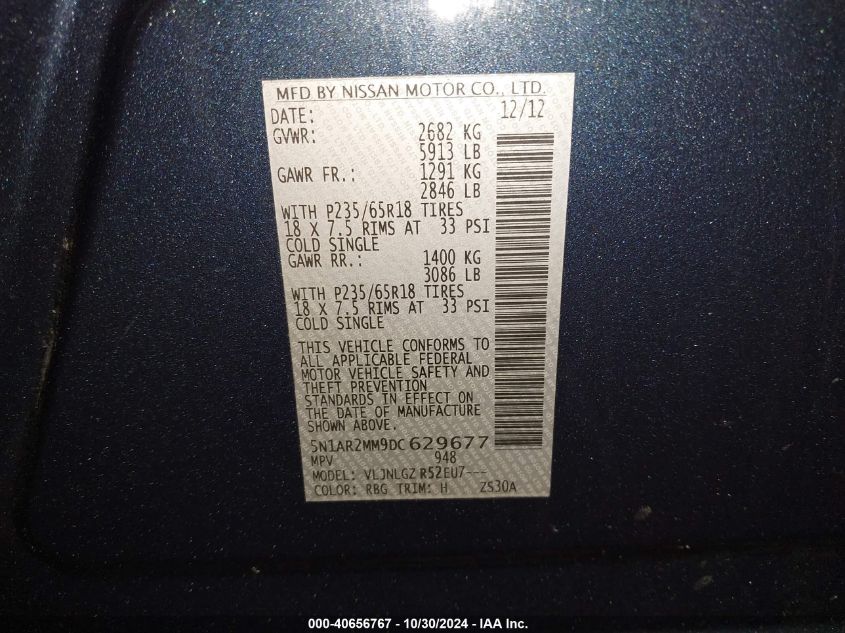 MFD BY NISSAN MOTOR CO., LTD.
DATE: 12/12
GVWR: 2682 KG
5913 LB
GAWR FR.: 1291 KG
2846 LB
WITH P235/65R18 TIRES
18 X 7.5 RIMS AT 33 PSI
COLD SINGLE
GAWR RR.: 1400 KG
3086 LB
WITH P235/65R18 TIRES
18 X 7.5 RIMS AT 33 PSI
COLD SINGLE
THIS VEHICLE CONFORMS TO
ALL APPLICABLE FEDERAL
MOTOR VEHICLE SAFETY AND
THEFT PREVENTION
STANDARDS IN EFFECT ON
THE DATE OF MANUFACTURE
SHOWN ABOVE.
5N1AR2MM9DC629677
MPV 948
MODEL: VLJNLGZ R52EU7---
COLOR: RBG TRIM: H ZS30A
000-40656767 - 10/30/2024 - IAA Inc.